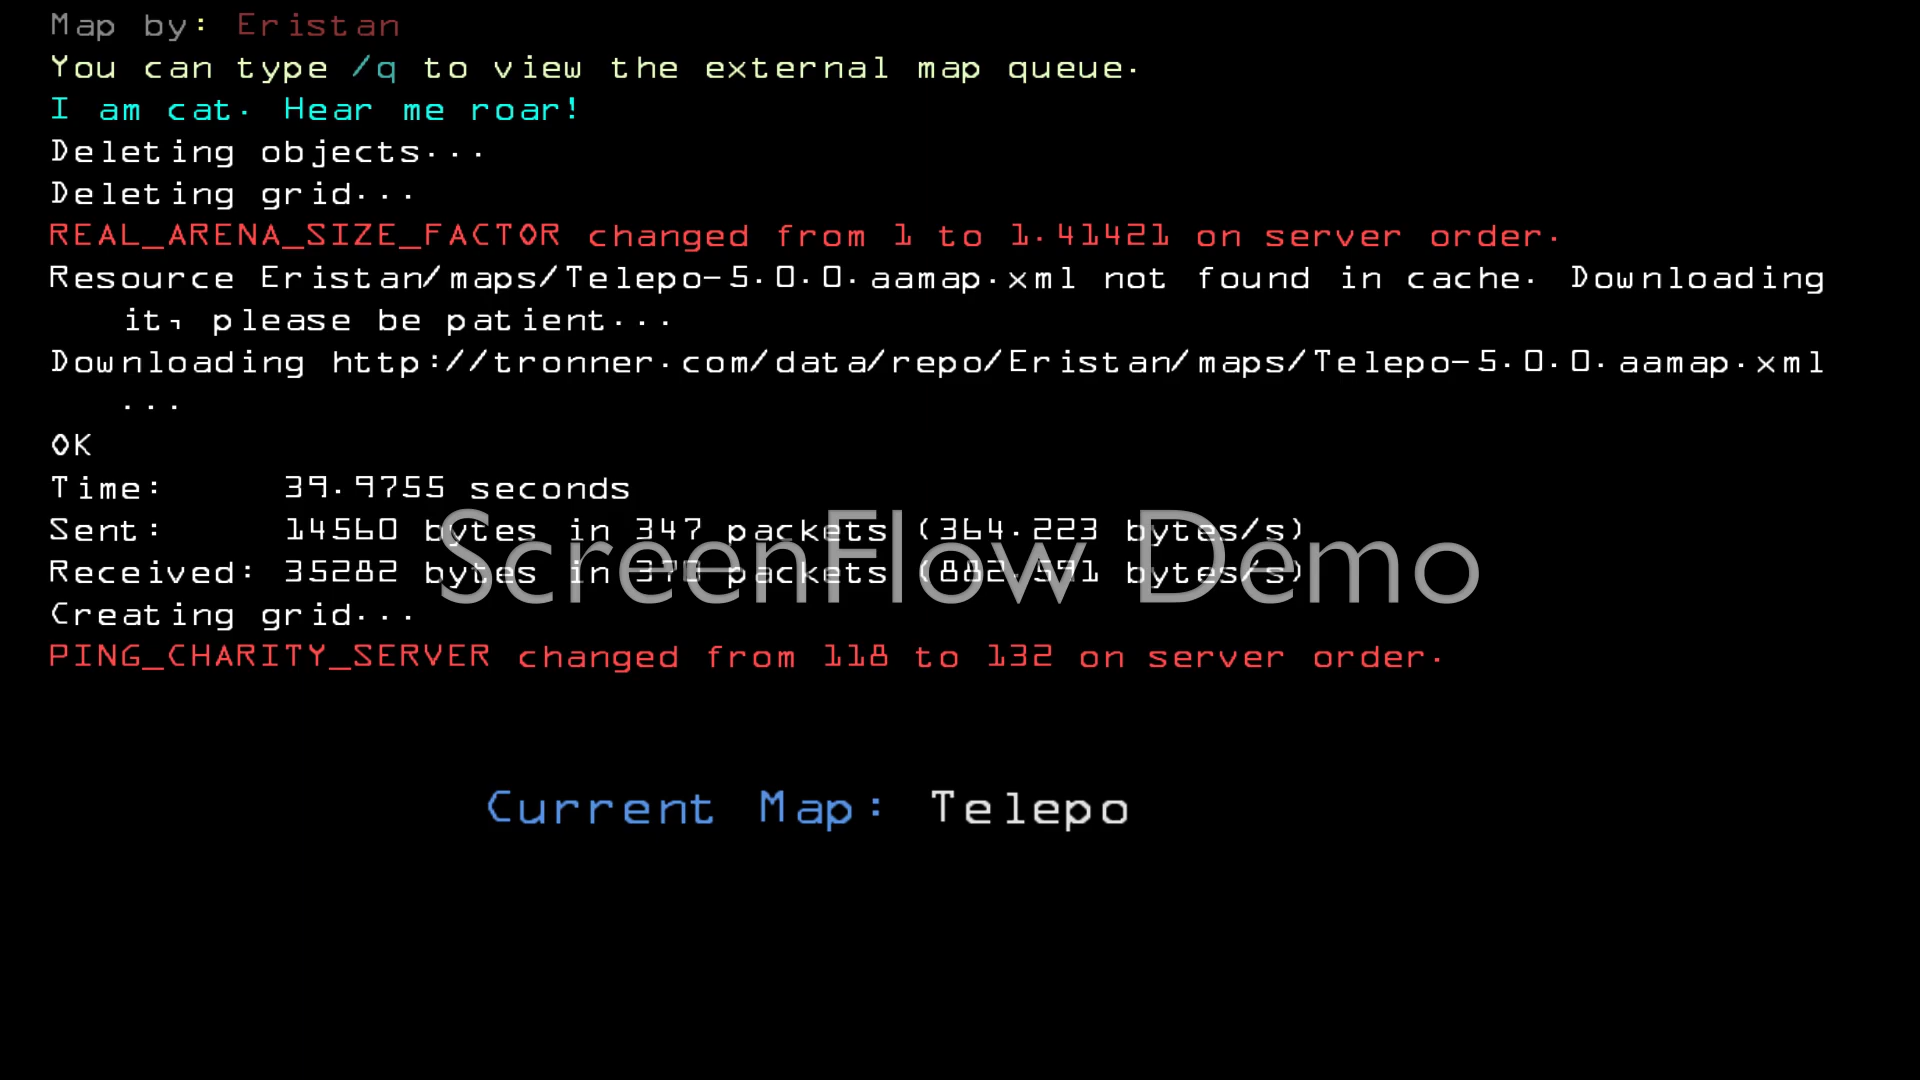 Map by: Eristan
You can type /q to view the external map queue.
I am cat. Hear me roar!
Deleting objects...
Deleting grid...
REAL_ARENA_SIZE_FACTOR changed from 1 to 1.41421 on server order.
Resource Eristan/maps/Telepo-5.0.0.aamap.xml not found in cache. Downloading
it, please be patient...
Downloading http://tronner.com/data/repo/Eristan/maps/Telepo-5.0.0.aamap.xml
...
OK
Time: 39.9755 seconds
Sent: 14560 bytes in 347 packets (364.223 bytes/s)
Received: 35282 bytes in packets (882.591 bytes/s)
ScreenFlow Demo
Creating grid...
PING_CHARITY_SERVER changed from 118 to 132 on server order.
Current Map: Telepo